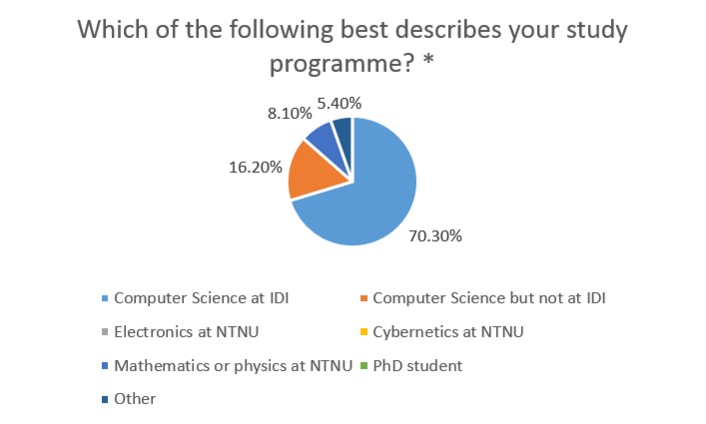 Which of the following best describes your study
programme? *
5.40%
8.10%
16.20%
70.30%
Computer Science at IDI
Computer Science but not at IDI
Electronics at NTNU
Cybernetics at NTNU
Mathematics or physics at NTNU
PhD student
Other